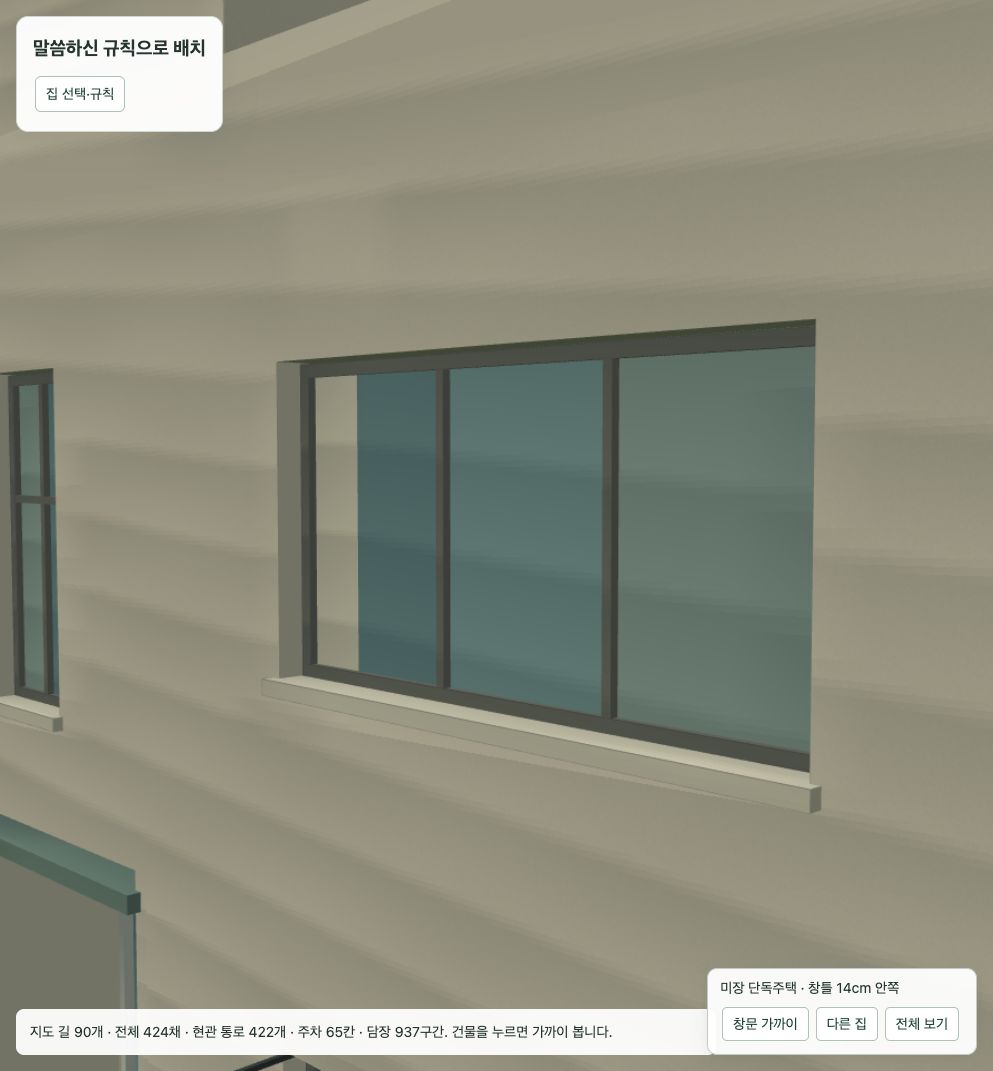 말씀하신 규칙으로 배치
집 선택·규칙
미장 단독주택 · 창틀 14cm 안쪽
창문 가까이
다른 집
전체 보기
지도 길 90개 · 전체 424채 · 현관 통로 422개 · 주차 65칸 · 담장 937구간. 건물을 누르면 가까이 봅니다.